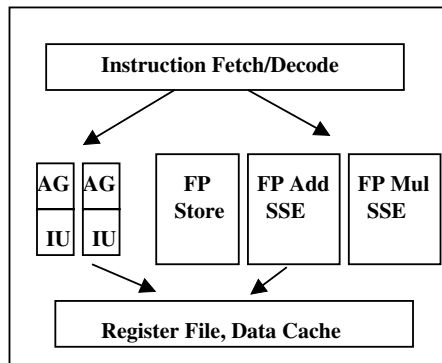 Instruction Fetch/Decode
AG AG
IU IU
FP
Store
FP Add
SSE
FP Mul
SSE
Register File, Data Cache